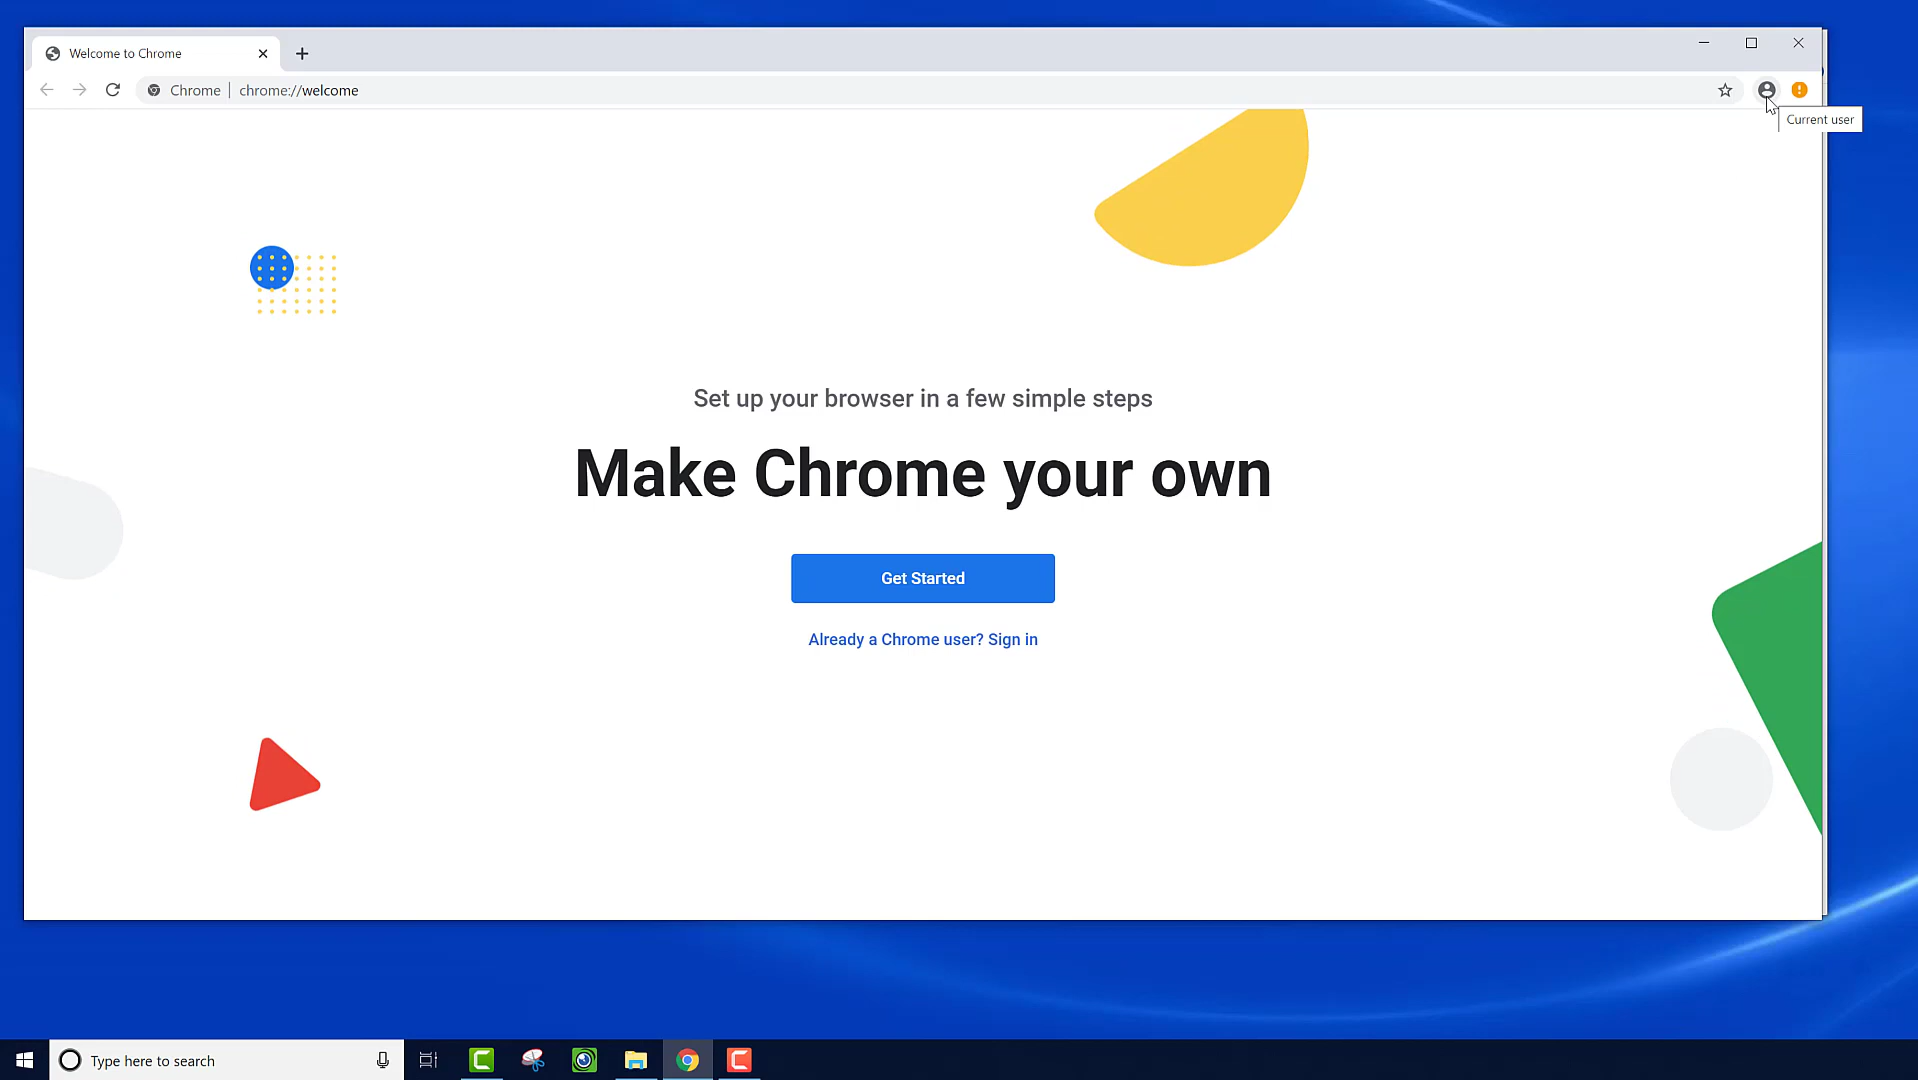 Welcome to Chrome
Chrome | chrome://welcome
Current user
Set up your browser in a few simple steps
Make Chrome your own
Get Started
Already a Chrome user? Sign in
Type here to search